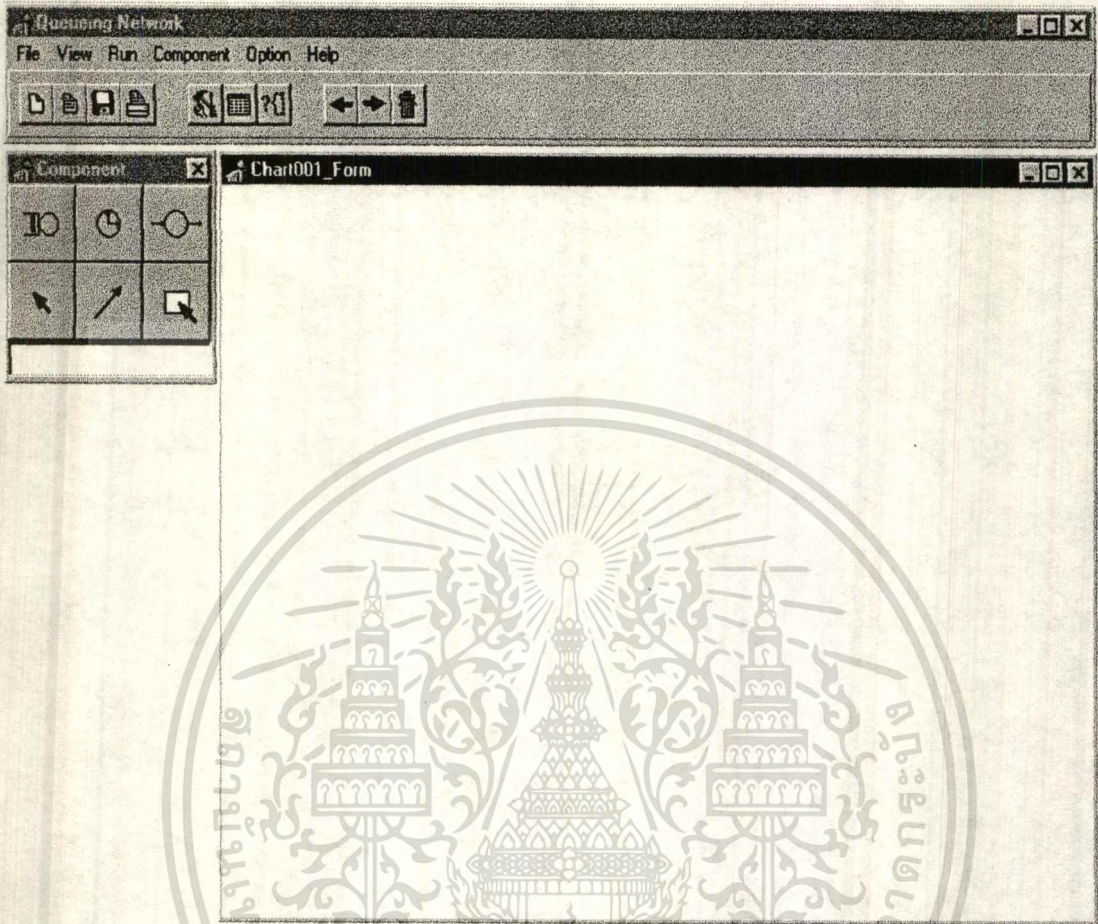 Queueing Network
File View Run Component Option Help
Component
Chart001_Form